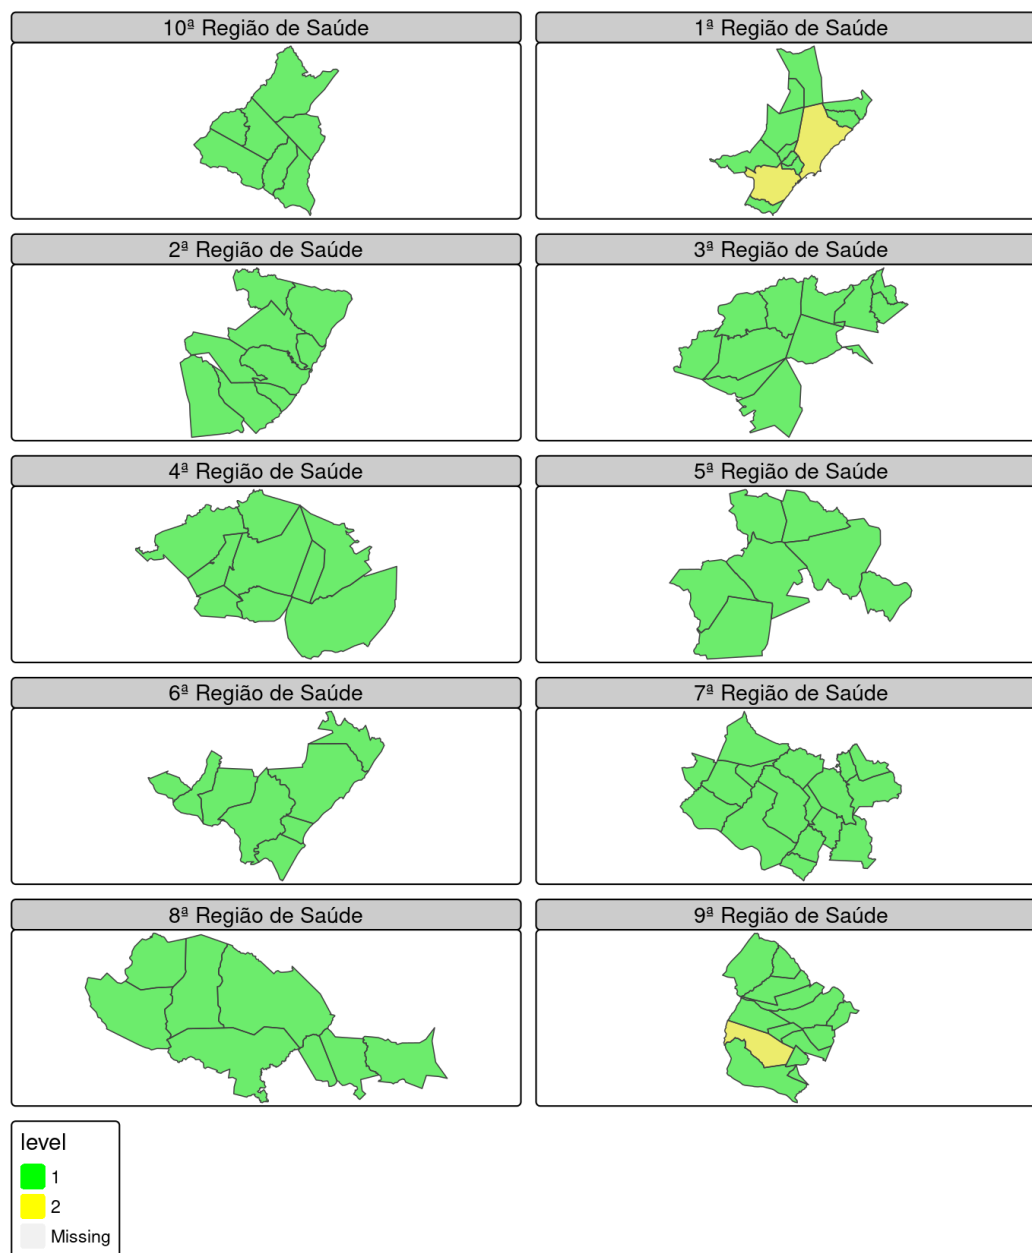 10ª Região de Saúde
1ª Região de Saúde
2ª Região de Saúde
3ª Região de Saúde
4ª Região de Saúde
5ª Região de Saúde
6ª Região de Saúde
7ª Região de Saúde
8ª Região de Saúde
9ª Região de Saúde
level
1
2
Missing